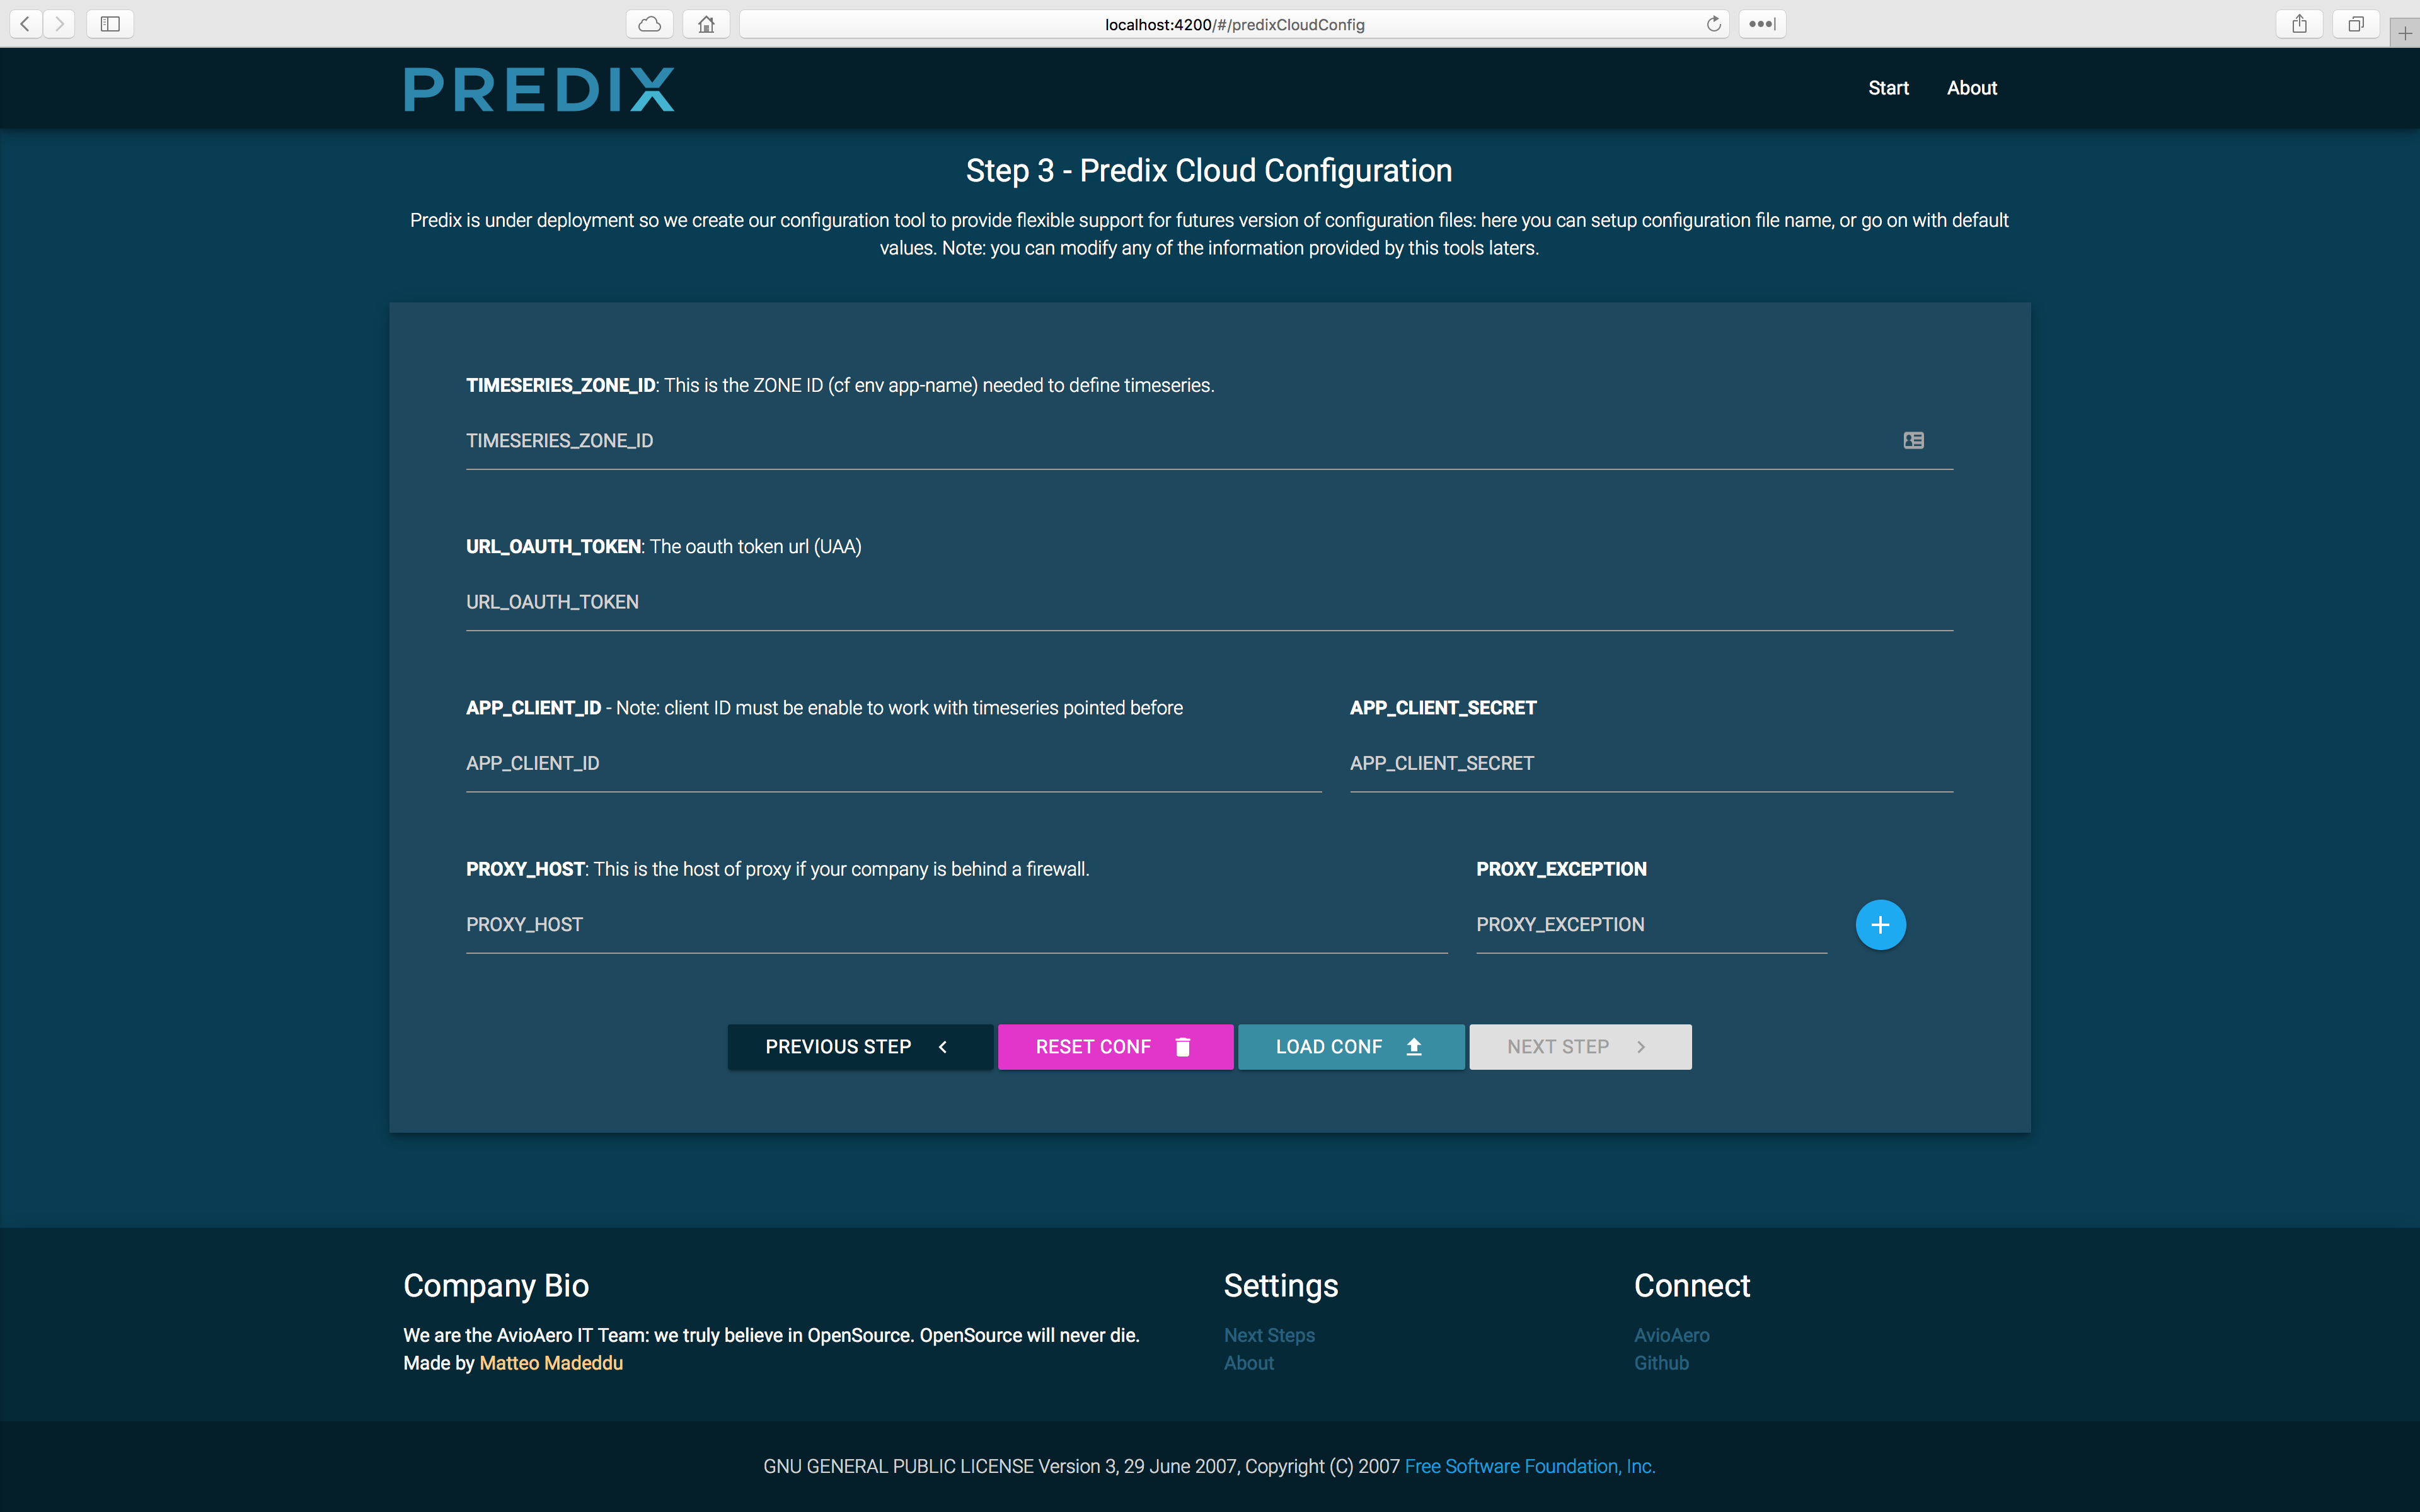 localhost:4200/#/predixCloudConfig
PREDIX
Start
About
Step 3 - Predix Cloud Configuration
Predix is under deployment so we create our configuration tool to provide flexible support for futures version of configuration files: here you can setup configuration file name, or go on with default
values. Note: you can modify any of the information provided by this tools laters.
TIMESERIES_ZONE_ID: This is the ZONE ID (cf env app-name) needed to define timeseries.
TIMESERIES_ZONE_ID
URL_OAUTH_TOKEN: The oauth token url (UAA)
URL_OAUTH_TOKEN
APP_CLIENT_ID - Note: client ID must be enable to work with timeseries pointed before
APP_CLIENT_SECRET
APP_CLIENT_ID
APP_CLIENT_SECRET
PROXY_HOST: This is the host of proxy if your company is behind a firewall.
PROXY_EXCEPTION
PROXY_HOST
PROXY_EXCEPTION
PREVIOUS STEP
RESET CONF
LOAD CONF
NEXT STEP
Company Bio
We are the AvioAero IT Team: we truly believe in OpenSource. OpenSource will never die.
Made by Matteo Madeddu
Settings
Next Steps
About
Connect
AvioAero
Github
GNU GENERAL PUBLIC LICENSE Version 3, 29 June 2007, Copyright (C) 2007 Free Software Foundation, Inc.